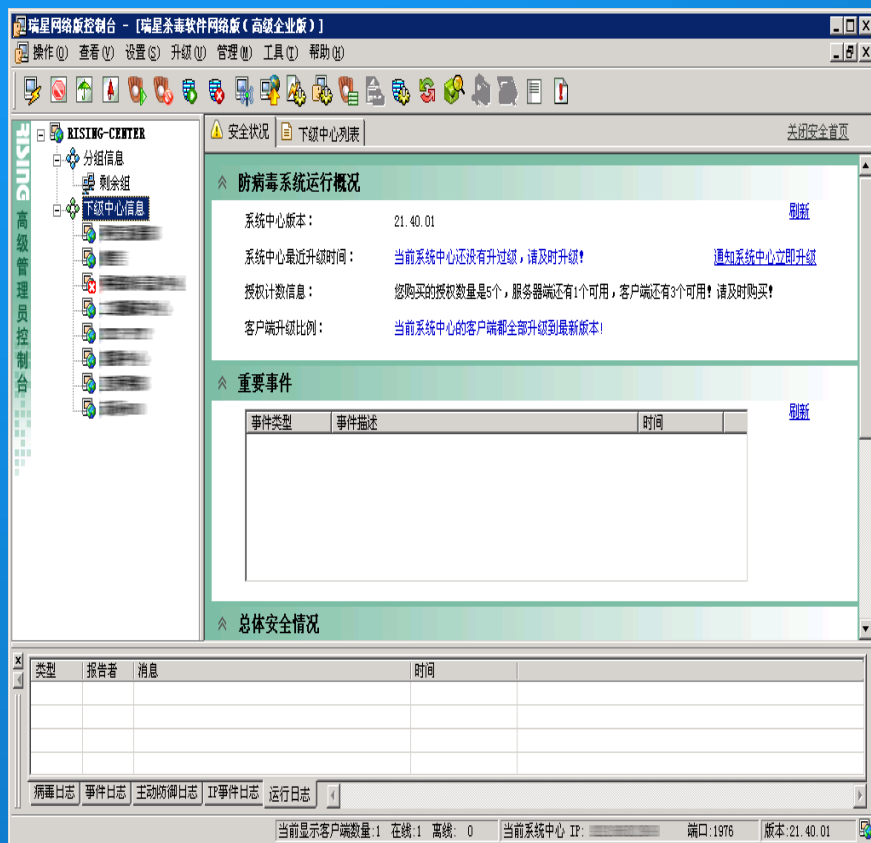 瑞星网络版控制台 - [瑞星杀毒软件网络版(高级企业版)]
操作(O) 查看(V) 设置(S) 升级(U) 管理(M) 工具(T) 帮助(H)
RISING 高级管理员控制台
RISING-CENTER
分组信息
剩余组
下级中心信息
安全状况 下级中心列表 关闭安全首页
防病毒系统运行概况
刷新
系统中心版本: 21.40.01
系统中心最近升级时间: 当前系统中心还没有升过级,请及时升级! 通知系统中心立即升级
授权计数信息: 您购买的授权数量是5个,服务器端还有1个可用,客户端还有3个可用!请及时购买!
客户端升级比例: 当前系统中心的客户端都全部升级到最新版本!
重要事件
刷新
事件类型 事件描述 时间
总体安全情况
类型 报告者 消息 时间
病毒日志 事件日志 主动防御日志 IP事件日志 运行日志
当前显示客户端数量:1 在线:1 离线: 0 当前系统中心 IP: 端口:1976 版本:21.40.01